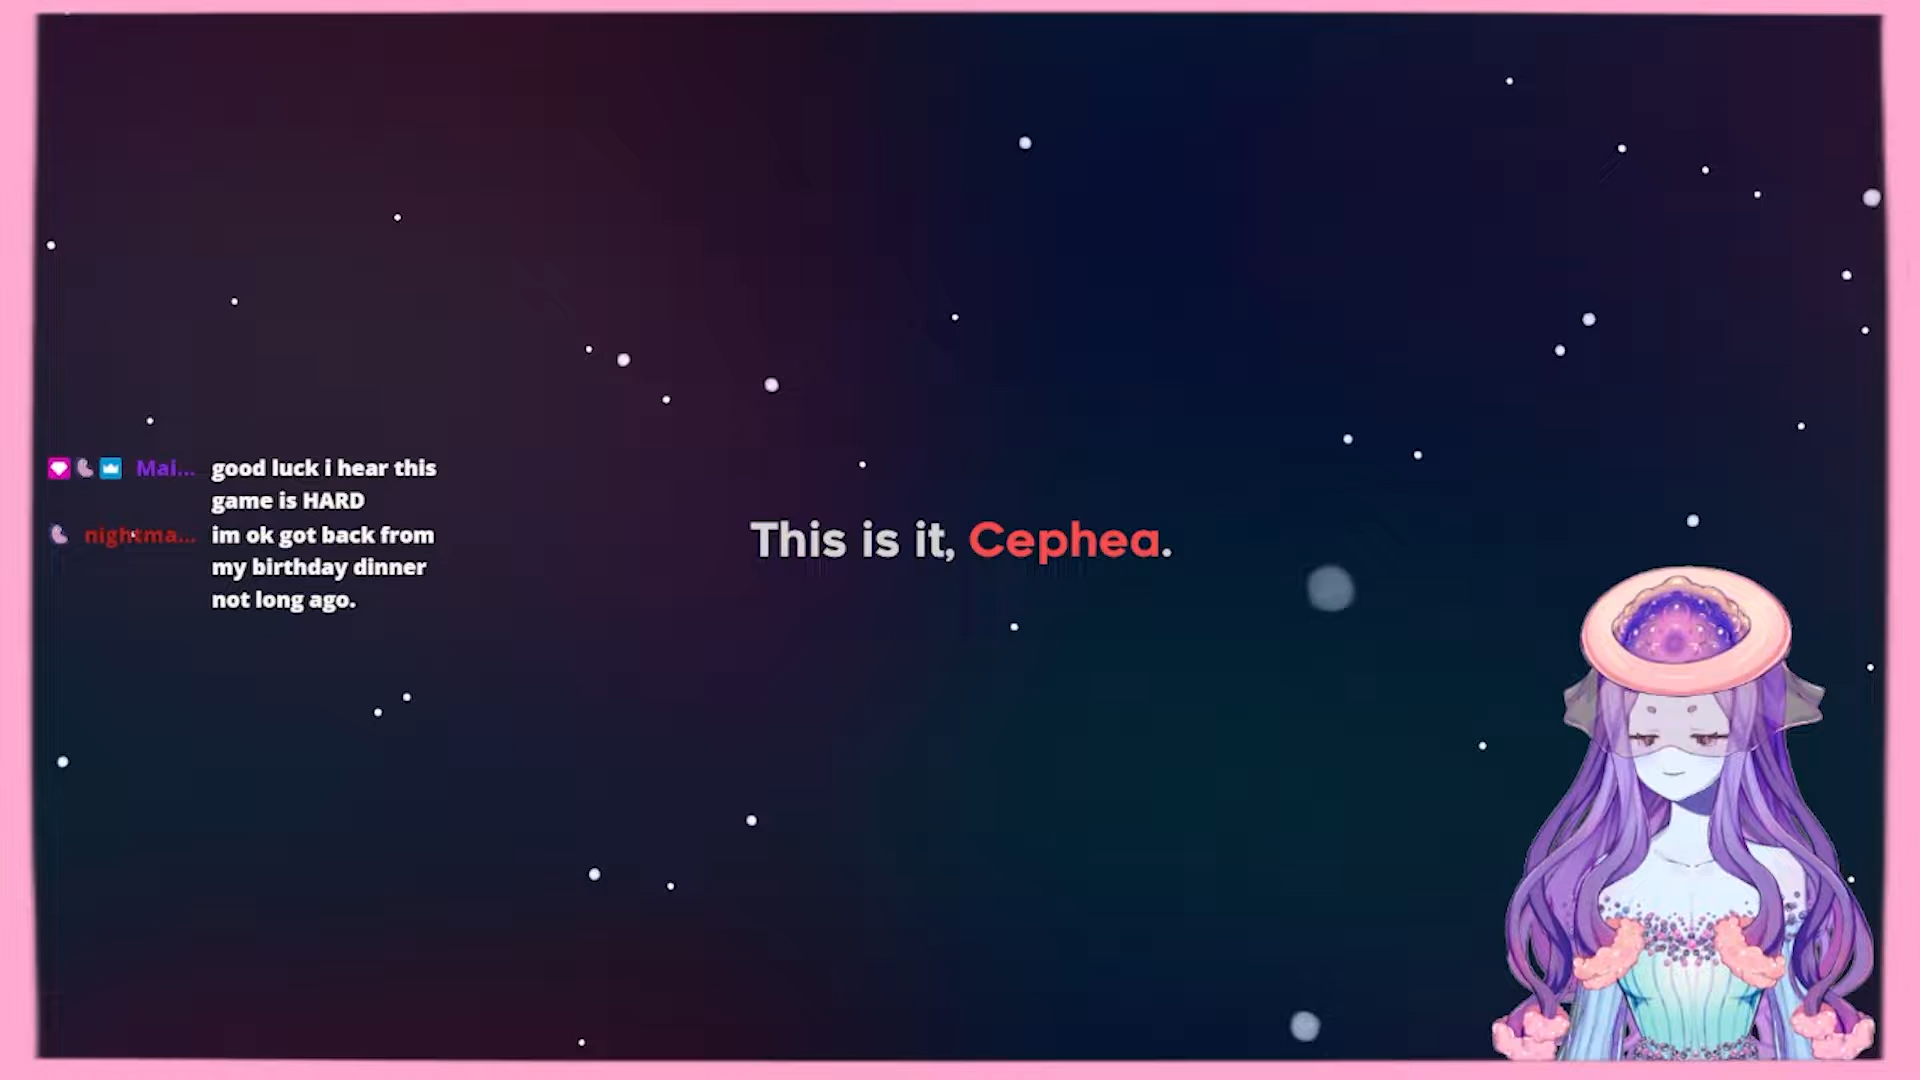 Mai... good luck i hear this
game is HARD
nightma... im ok got back from
my birthday dinner
not long ago.
This is it, Cephea.